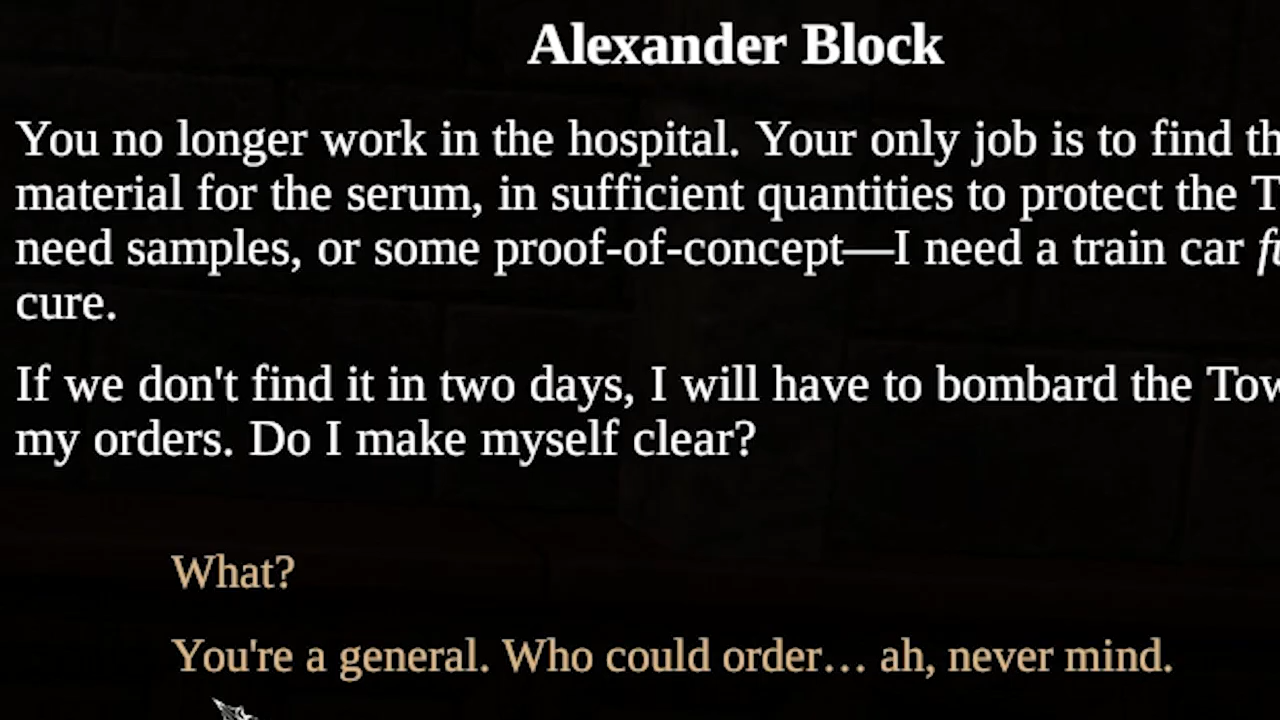 Alexander Block
You no longer work in the hospital. Your only job is to find
material for the serum, in sufficient quantities to protect the
need samples, or some proof-of-concept—I need a train car
cure.
If we don't find it in two days, I will have to bombard the
my orders. Do I make myself clear?
What?
You're a general. Who could order… ah, never mind.